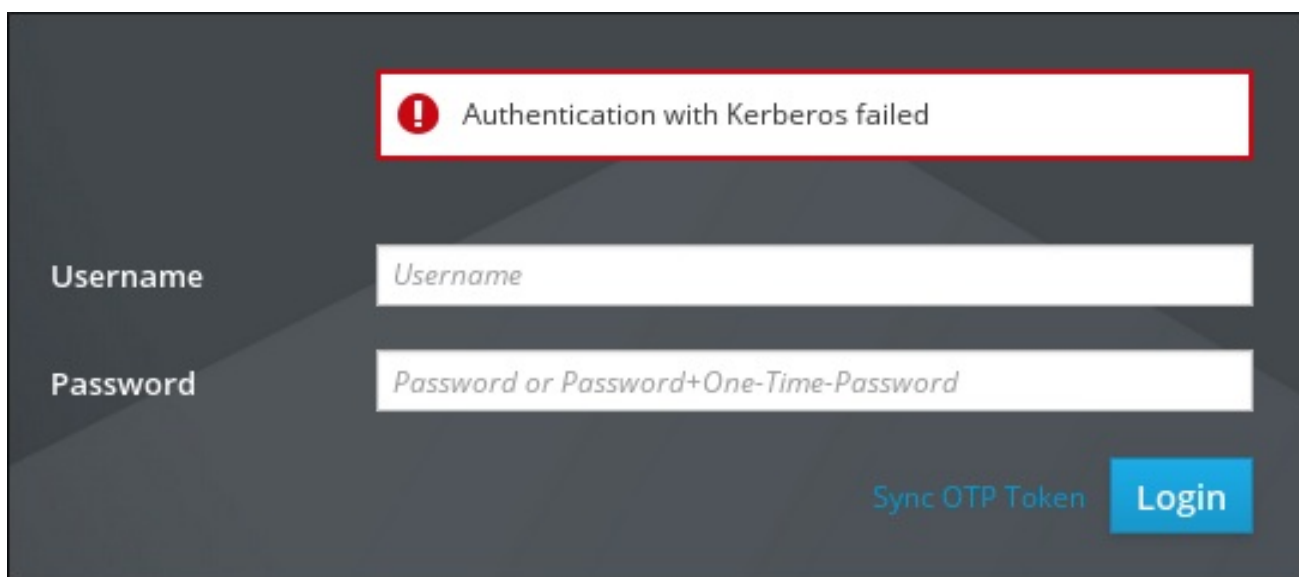 Authentication with Kerberos failed
Username
Username
Password
Password or Password+One-Time-Password
Sync OTP Token
Login